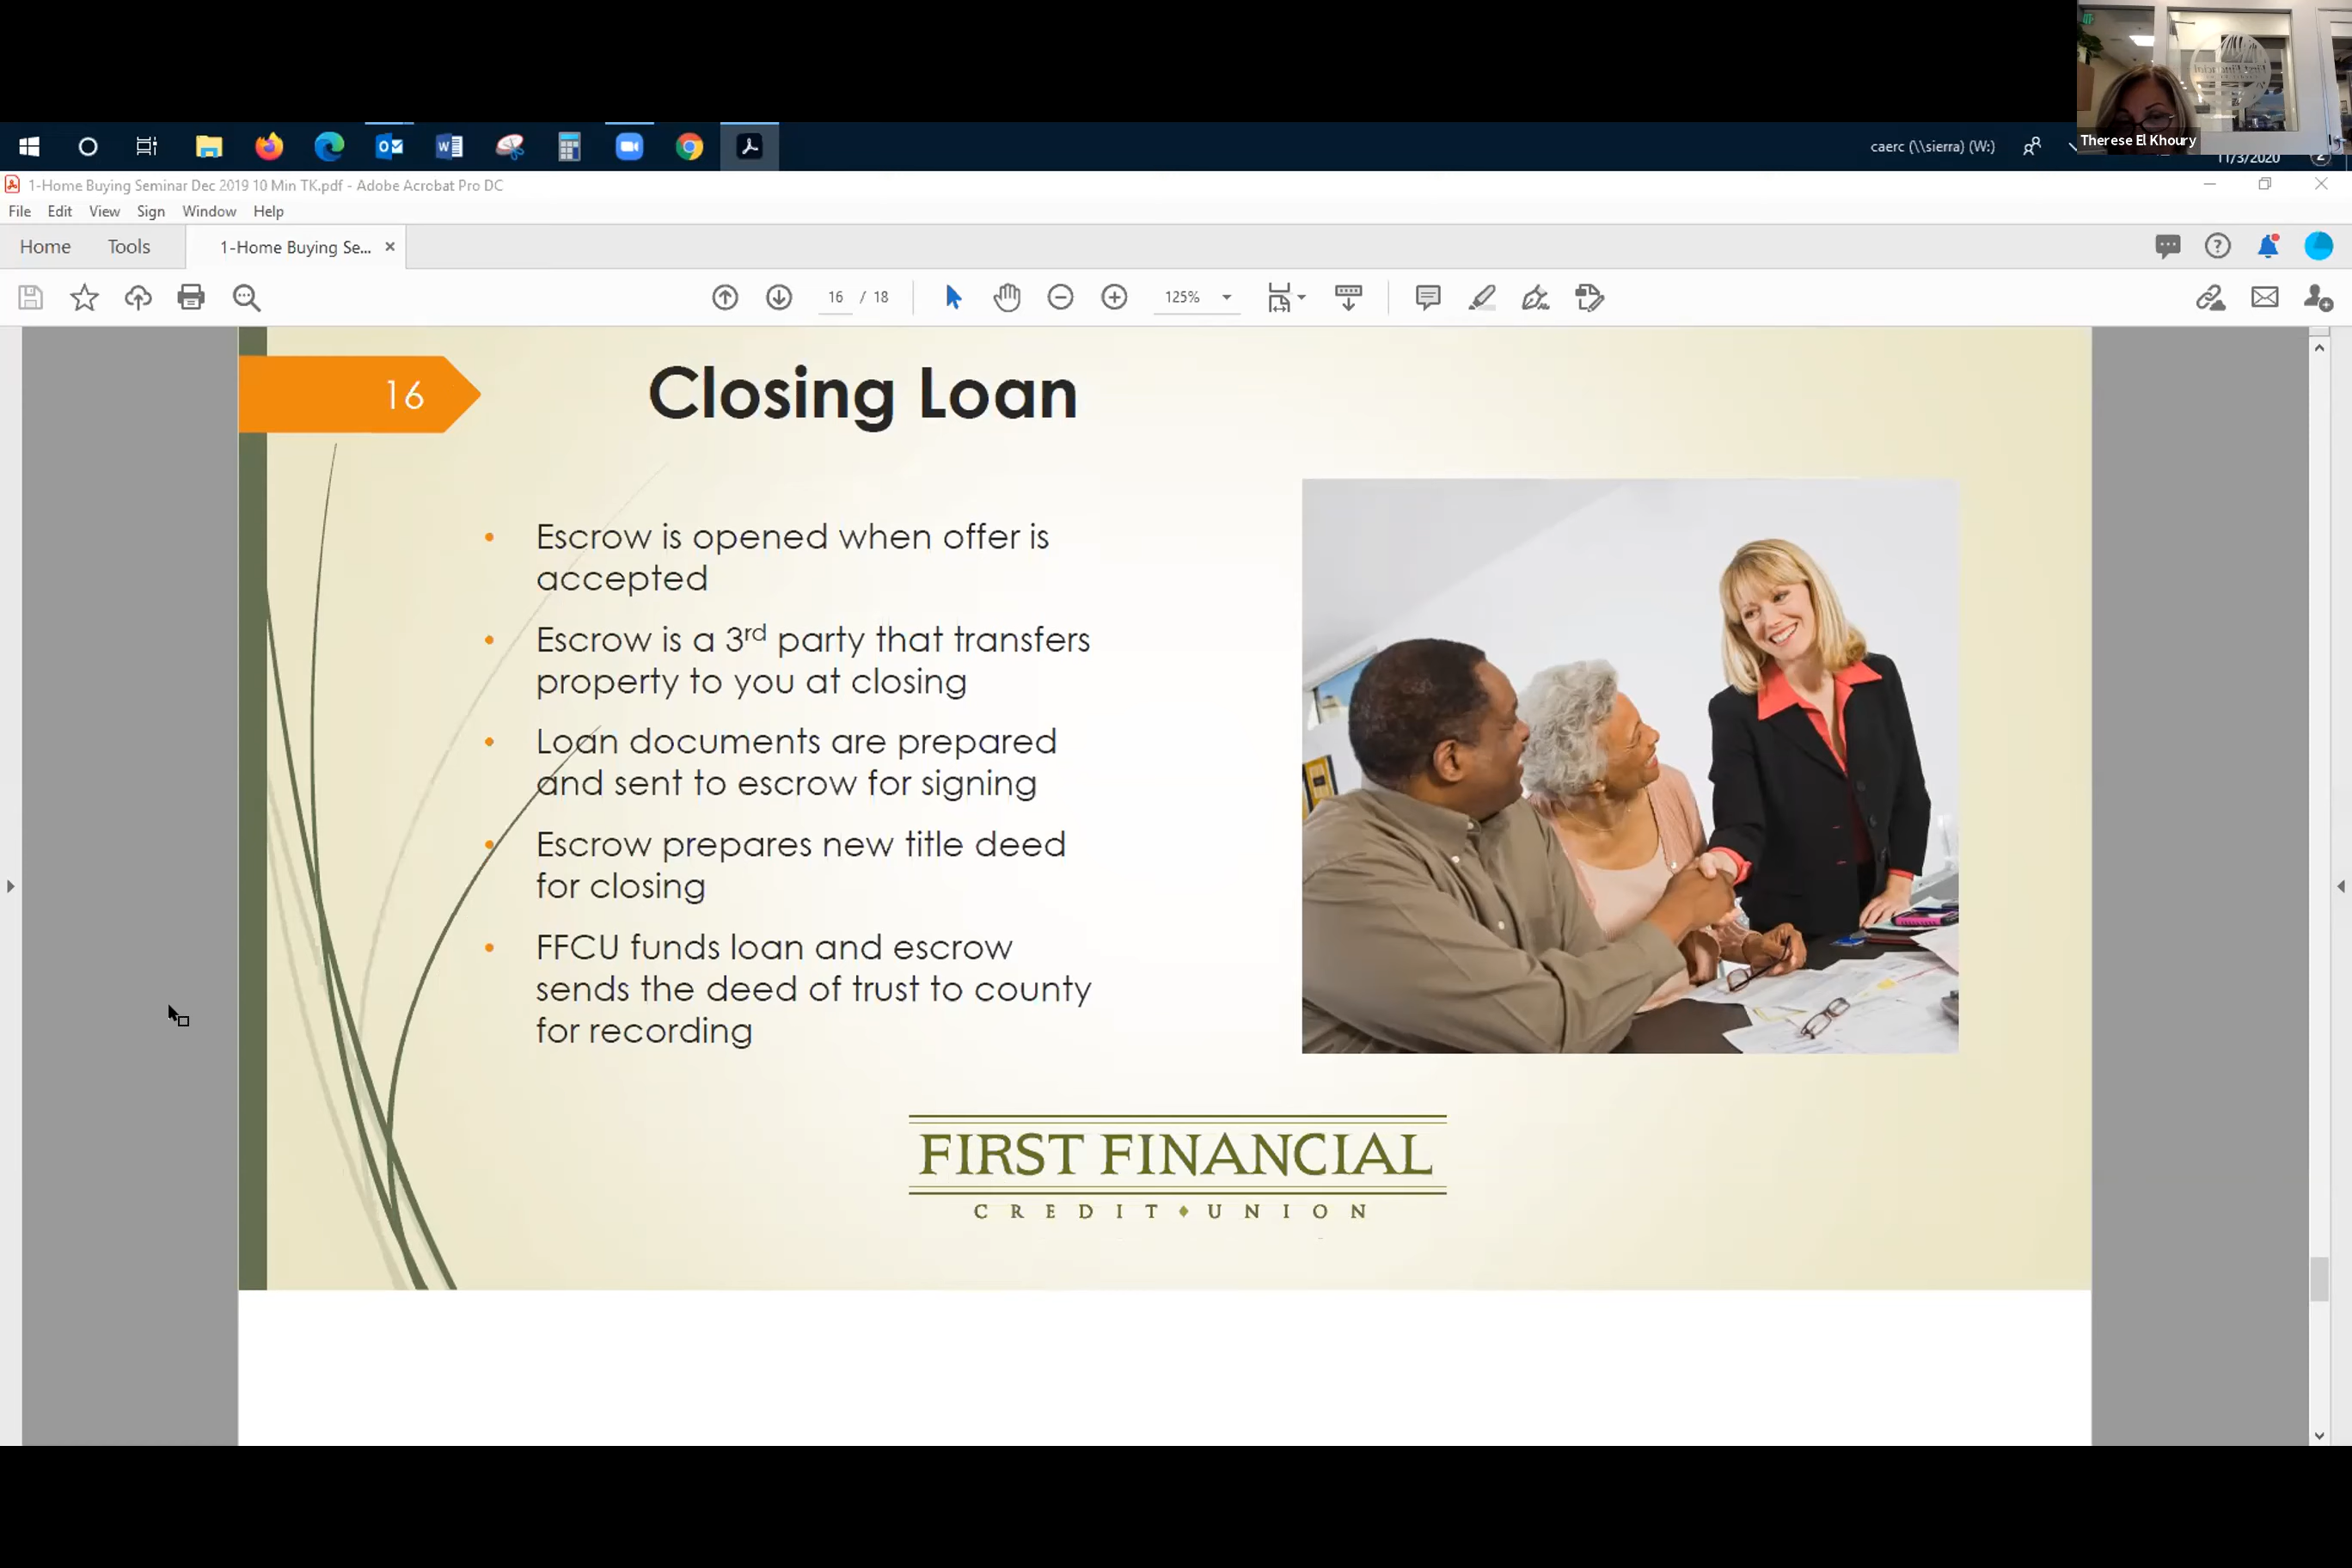 Therese El Khoury
caerc (\\sierra) (W:)
11/3/2020
1-Home Buying Seminar Dec 2019 10 Min TK.pdf - Adobe Acrobat Pro DC
File Edit View Sign Window Help
Home Tools 1-Home Buying Se...
16 / 18 125%
16
Closing Loan
• Escrow is opened when offer is
accepted
• Escrow is a 3rd party that transfers
property to you at closing
• Loan documents are prepared
and sent to escrow for signing
• Escrow prepares new title deed
for closing
• FFCU funds loan and escrow
sends the deed of trust to county
for recording
FIRST FINANCIAL
CREDIT♦UNION